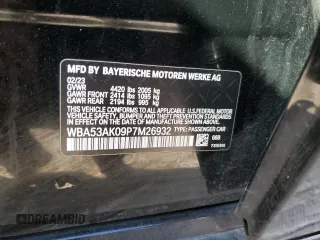 MFD BY BAYERISCHE MOTOREN WERKE AG
02/23
GVWR 4420 lbs 2005 kg
GAWR FRONT 2414 lbs 1095 kg
GAWR REAR 2194 lbs 995 kg
THIS VEHICLE CONFORMS TO ALL APPLICABLE
U.S. FEDERAL MOTOR VEHICLE SAFETY,
BUMPER, AND THEFT PREVENTION STANDARDS
IN EFFECT ON THE DATE OF
MANUFACTURE SHOWN ABOVE.
WBA53AK09P7M26932 TYPE: PASSENGER CAR
© DREAMBID